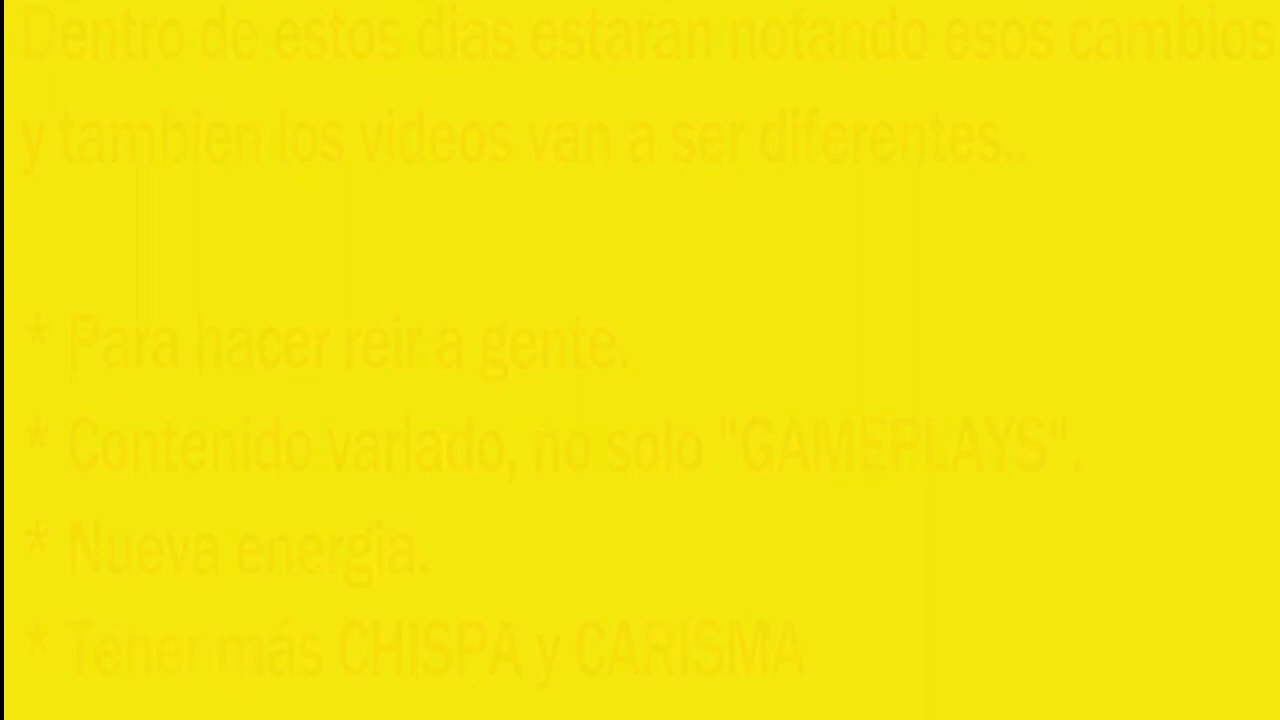 Dentro de estos dias estaran notando esos cambios
y tambien los videos van a ser diferentes..
* Para hacer reir a gente.
* Contenido variado, no solo "GAMEPLAYS".
* Nueva energia.
* Tener más CHISPA y CARISMA